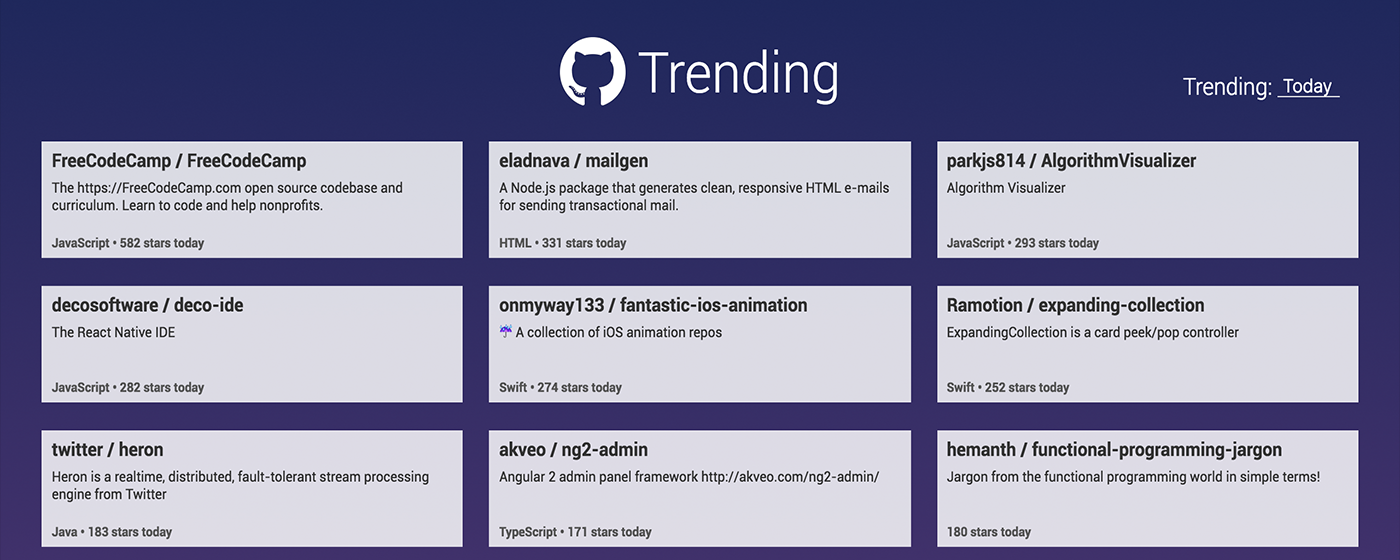 Trending
Trending: Today
FreeCodeCamp / FreeCodeCamp
The https://FreeCodeCamp.com open source codebase and
curriculum. Learn to code and help nonprofits.
JavaScript • 582 stars today
eladnava / mailgen
A Node.js package that generates clean, responsive HTML e-mails
for sending transactional mail.
HTML • 331 stars today
parkjs814 / AlgorithmVisualizer
Algorithm Visualizer
JavaScript • 293 stars today
decosoftware / deco-ide
The React Native IDE
JavaScript • 282 stars today
onmyway133 / fantastic-ios-animation
☔ A collection of iOS animation repos
Swift • 274 stars today
Ramotion / expanding-collection
ExpandingCollection is a card peek/pop controller
Swift • 252 stars today
twitter / heron
Heron is a realtime, distributed, fault-tolerant stream processing
engine from Twitter
Java • 183 stars today
akveo / ng2-admin
Angular 2 admin panel framework http://akveo.com/ng2-admin/
TypeScript • 171 stars today
hemanth / functional-programming-jargon
Jargon from the functional programming world in simple terms!
180 stars today